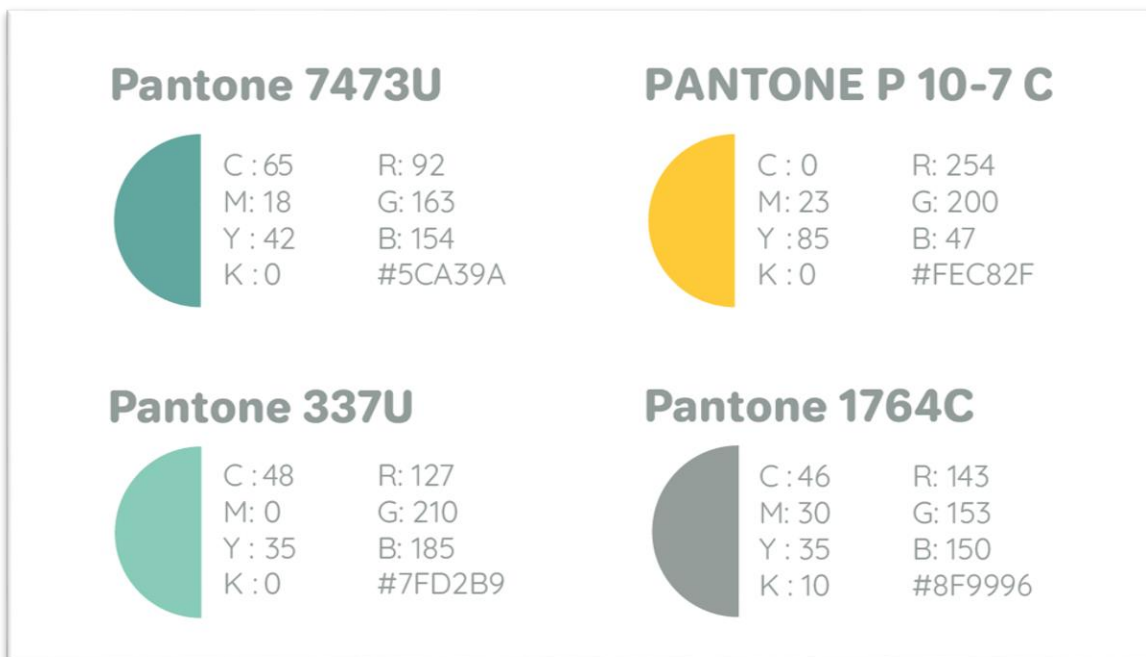 Pantone 7473U
C : 65 R: 92
M: 18 G: 163
Y : 42 B: 154
K : 0 #5CA39A
PANTONE P 10-7 C
C : 0 R: 254
M: 23 G: 200
Y :85 B: 47
K : 0 #FEC82F
Pantone 337U
C : 48 R: 127
M: 0 G: 210
Y : 35 B: 185
K : 0 #7FD2B9
Pantone 1764C
C : 46 R: 143
M: 30 G: 153
Y : 35 B: 150
K : 10 #8F9996